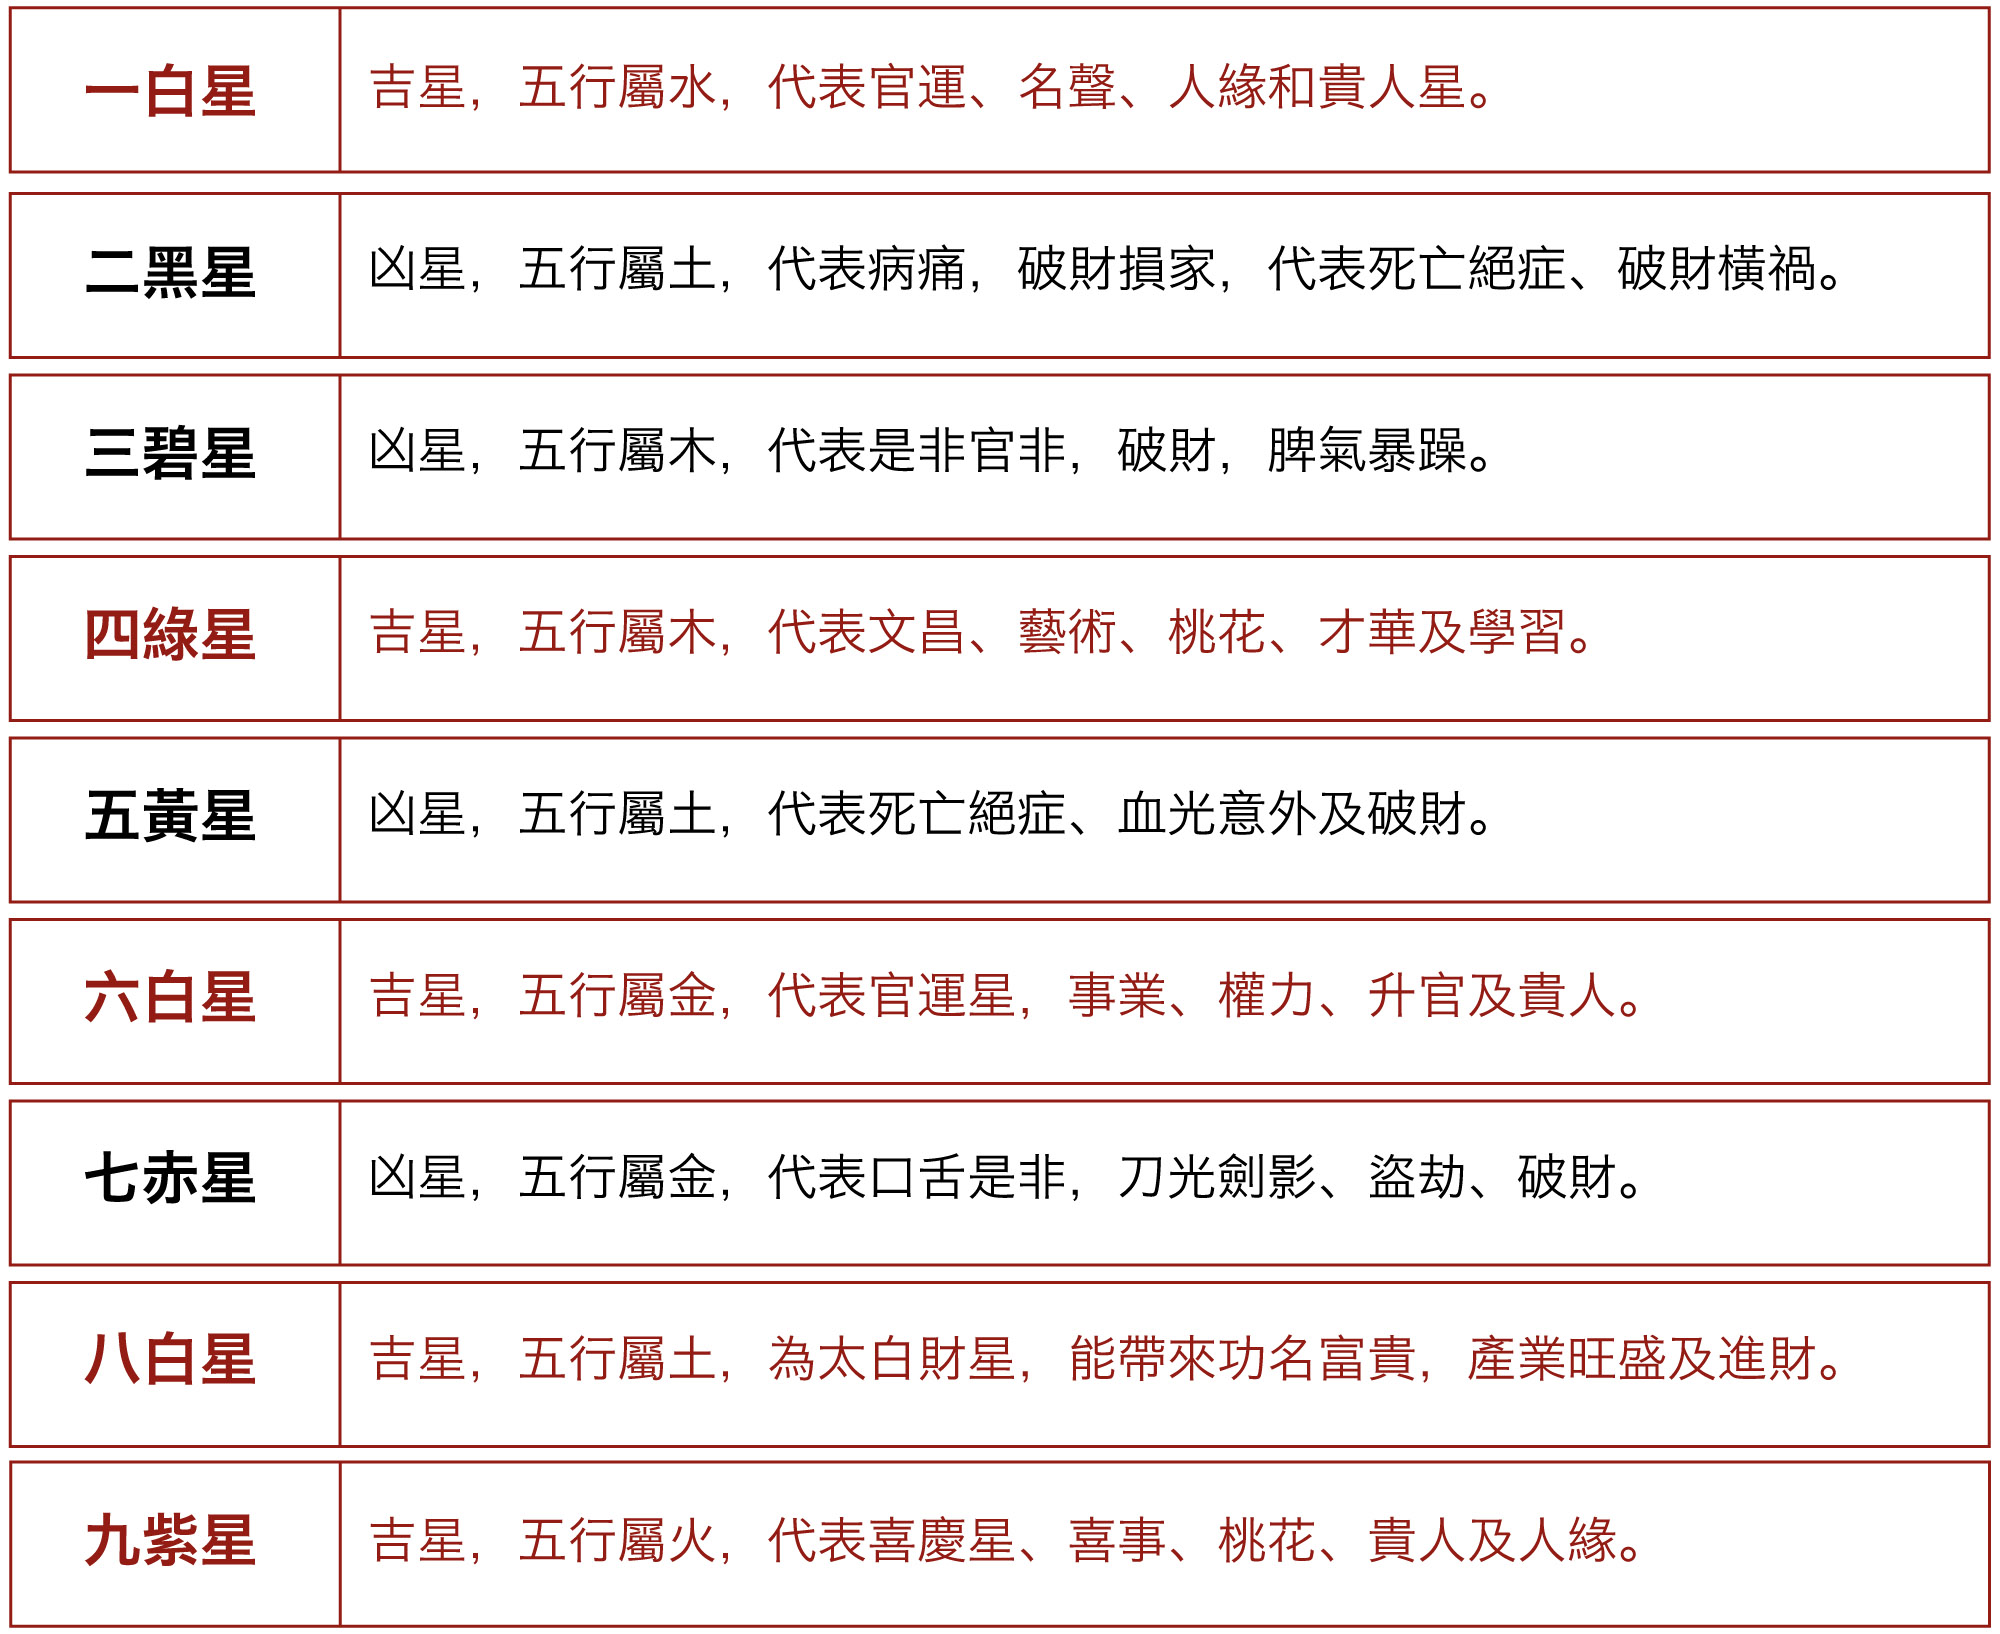 一白星
吉星，五行屬水，代表官運、名聲、人緣和貴人星。
二黑星
凶星，五行屬土，代表病痛，破財損家，代表死亡絕症、破財橫禍。
三碧星
凶星，五行屬木，代表是非官非，破財，脾氣暴躁。
四綠星
吉星，五行屬木，代表文昌、藝術、桃花、才華及學習。
五黃星
凶星，五行屬土，代表死亡絕症、血光意外及破財。
六白星
吉星，五行屬金，代表官運星，事業、權力、升官及貴人。
七赤星
凶星，五行屬金，代表口舌是非，刀光劍影、盜劫、破財。
八白星
吉星，五行屬土，為太白財星，能帶來功名富貴，產業旺盛及進財。
九紫星
吉星，五行屬火，代表喜慶星、喜事、桃花、貴人及人緣。